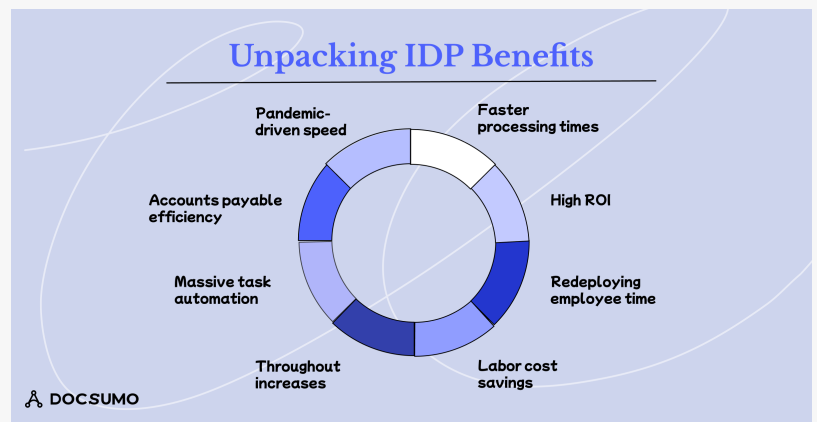 Unpacking IDP Benefits
Pandemic-
driven speed
Faster
processing times
Accounts payable
efficiency
High ROI
Massive task
automation
Redeploying
employee time
Throughout
increases
Labor cost
savings
DOCSUMO